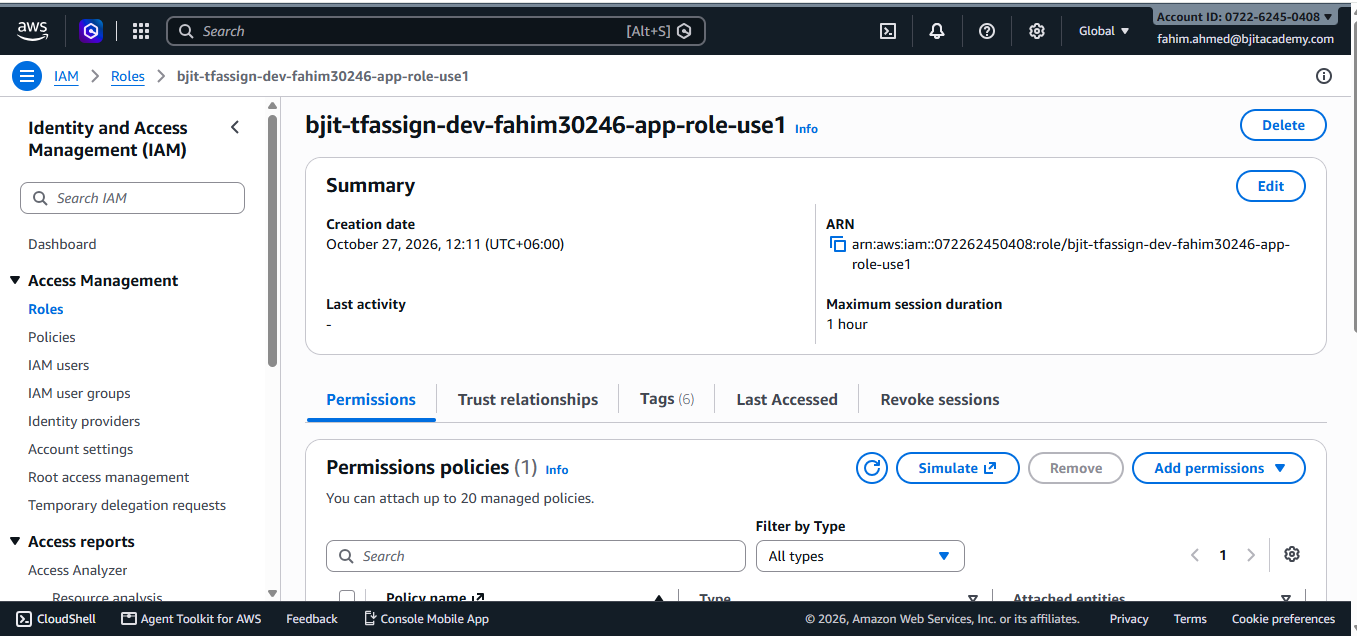 aws
Search [Alt+S]
Global
Account ID: 0722-6245-0408
fahim.ahmed@bjitacademy.com
IAM
Roles
bjit-tfassign-dev-fahim30246-app-role-use1
Identity and Access
Management (IAM)
Search IAM
Dashboard
Access Management
Roles
Policies
IAM users
IAM user groups
Identity providers
Account settings
Root access management
Temporary delegation requests
Access reports
Access Analyzer
Resource analysis
bjit-tfassign-dev-fahim30246-app-role-use1 Info
Delete
Summary
Edit
Creation date
October 27, 2026, 12:11 (UTC+06:00)
ARN
arn:aws:iam::072262450408:role/bjit-tfassign-dev-fahim30246-app-
role-use1
Last activity
-
Maximum session duration
1 hour
Permissions
Trust relationships
Tags (6)
Last Accessed
Revoke sessions
Permissions policies (1) Info
Simulate
Remove
Add permissions
You can attach up to 20 managed policies.
Filter by Type
Search
All types
1
Policy name
Type
Attached entities
CloudShell
Agent Toolkit for AWS
Feedback
Console Mobile App
© 2026, Amazon Web Services, Inc. or its affiliates.
Privacy
Terms
Cookie preferences